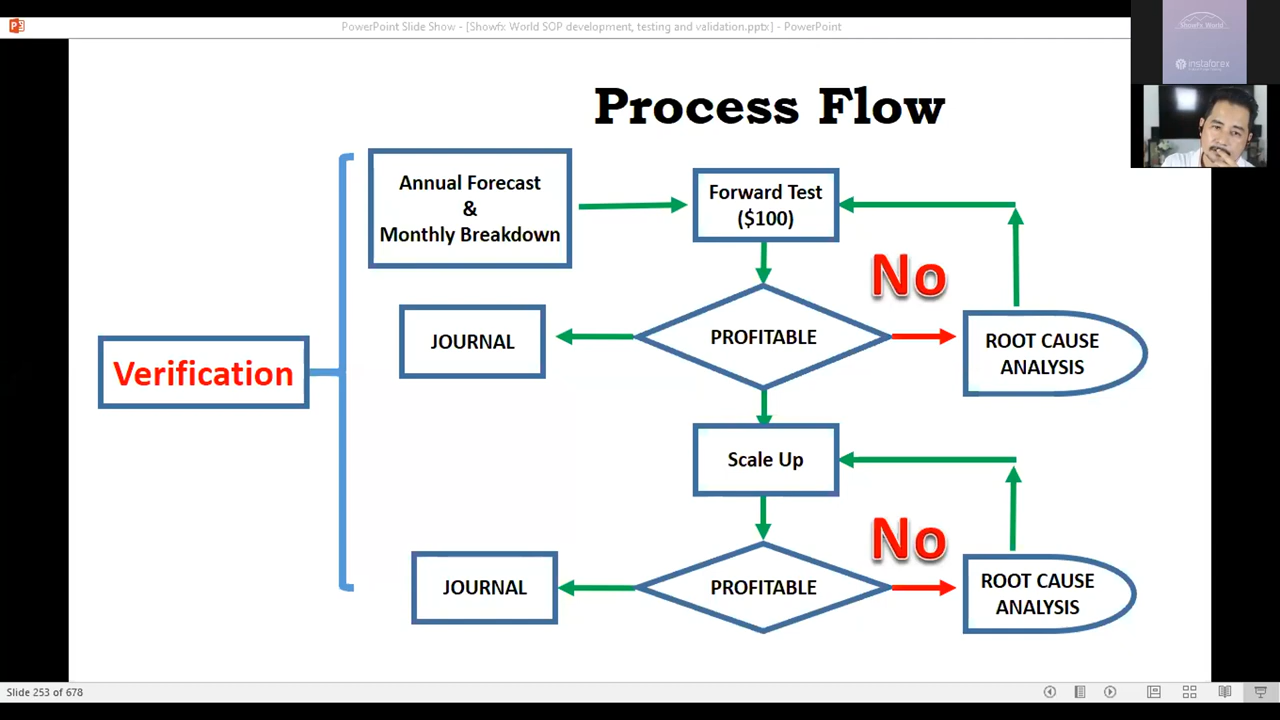 PowerPoint Slide Show - [Showfx World SOP development, testing and validation.pptx] - PowerPoint
Showfx World
instaforex
Process Flow
Annual Forecast
&
Monthly Breakdown
Forward Test
($100)
No
JOURNAL
PROFITABLE
ROOT CAUSE
ANALYSIS
Verification
Scale Up
No
JOURNAL
PROFITABLE
ROOT CAUSE
ANALYSIS
Slide 253 of 678